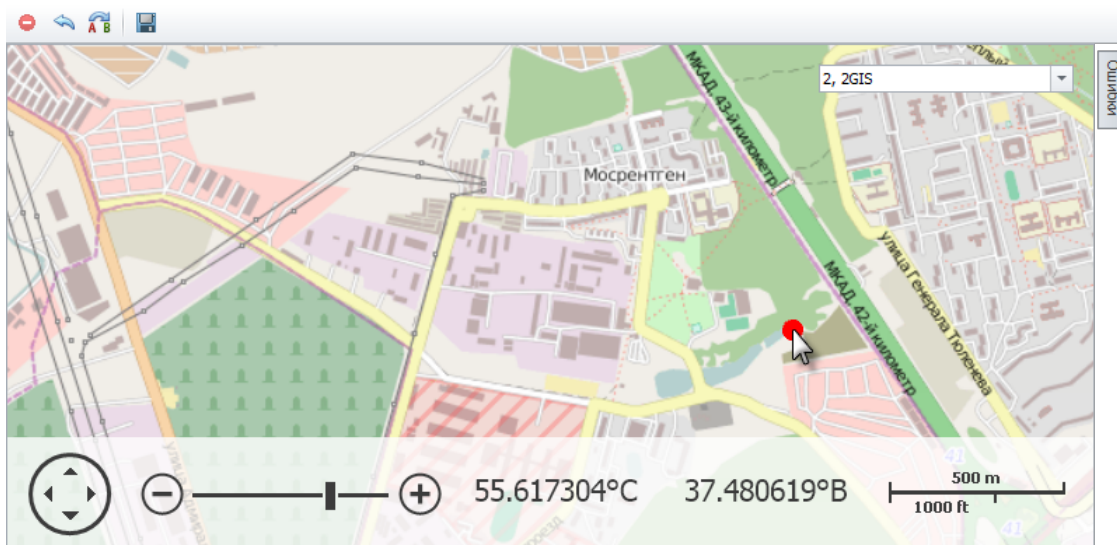 A B
Ошибки
2, 2GIS
МКАД, 43-й километр
Мосрентген
улица Генерала Тюленева
МКАД, 42-й километр
41
500 m
55.617304°С 37.480619°В
1000 ft
41